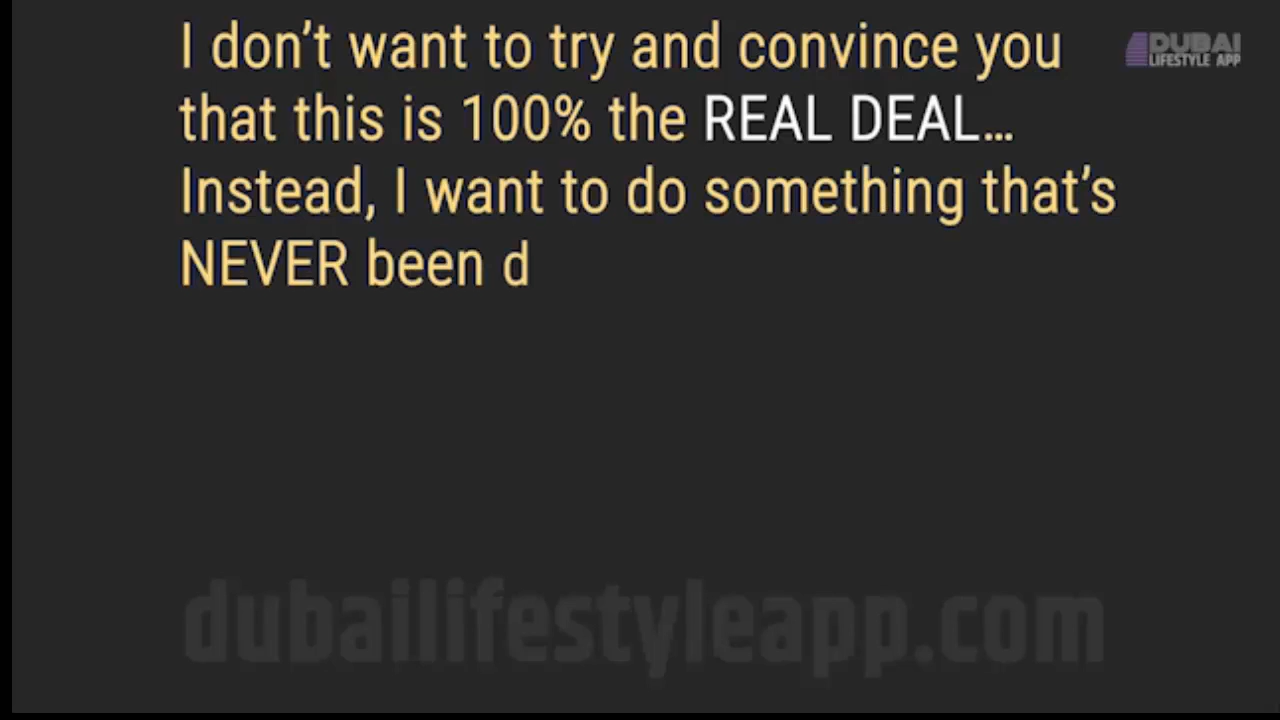 I don’t want to try and convince you
that this is 100% the REAL DEAL…
Instead, I want to do something that’s
NEVER been d
DUBAI
LIFESTYLE APP
dubailifestyleapp.com